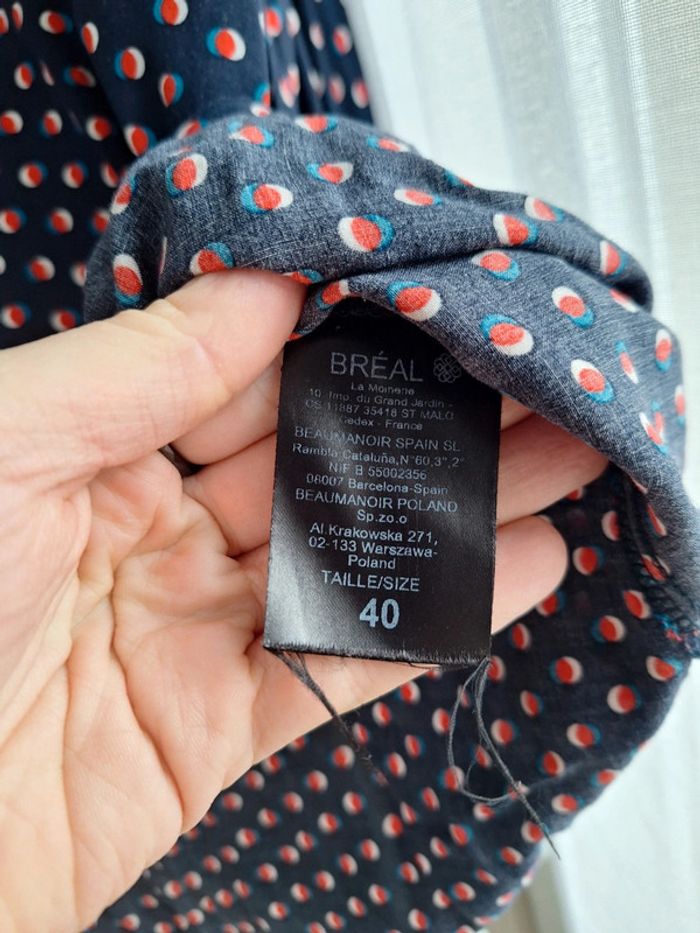 BRÉAL
La Moinerie
10, Imp. du Grand Jardin -
CS 11887 35418 ST MALO
Cedex - France
BEAUMANOIR SPAIN SL
Rambla Cataluña,N°60,3°,2°
NIF B 55002356
08007 Barcelona-Spain
BEAUMANOIR POLAND
Sp.zo.o
Al.Krakowska 271,
02-133 Warszawa-
Poland
TAILLE/SIZE
40